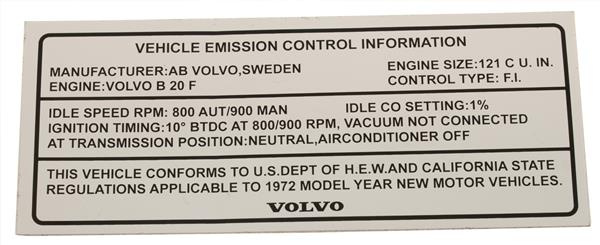 VEHICLE EMISSION CONTROL INFORMATION
MANUFACTURER:AB VOLVO,SWEDEN ENGINE SIZE:121 C U. IN.
ENGINE:VOLVO B 20 F CONTROL TYPE: F.I.
IDLE SPEED RPM: 800 AUT/900 MAN IDLE CO SETTING:1%
IGNITION TIMING:10° BTDC AT 800/900 RPM, VACUUM NOT CONNECTED
AT TRANSMISSION POSITION:NEUTRAL,AIRCONDITIONER OFF
THIS VEHICLE CONFORMS TO U.S.DEPT OF H.E.W.AND CALIFORNIA STATE
REGULATIONS APPLICABLE TO 1972 MODEL YEAR NEW MOTOR VEHICLES.
VOLVO